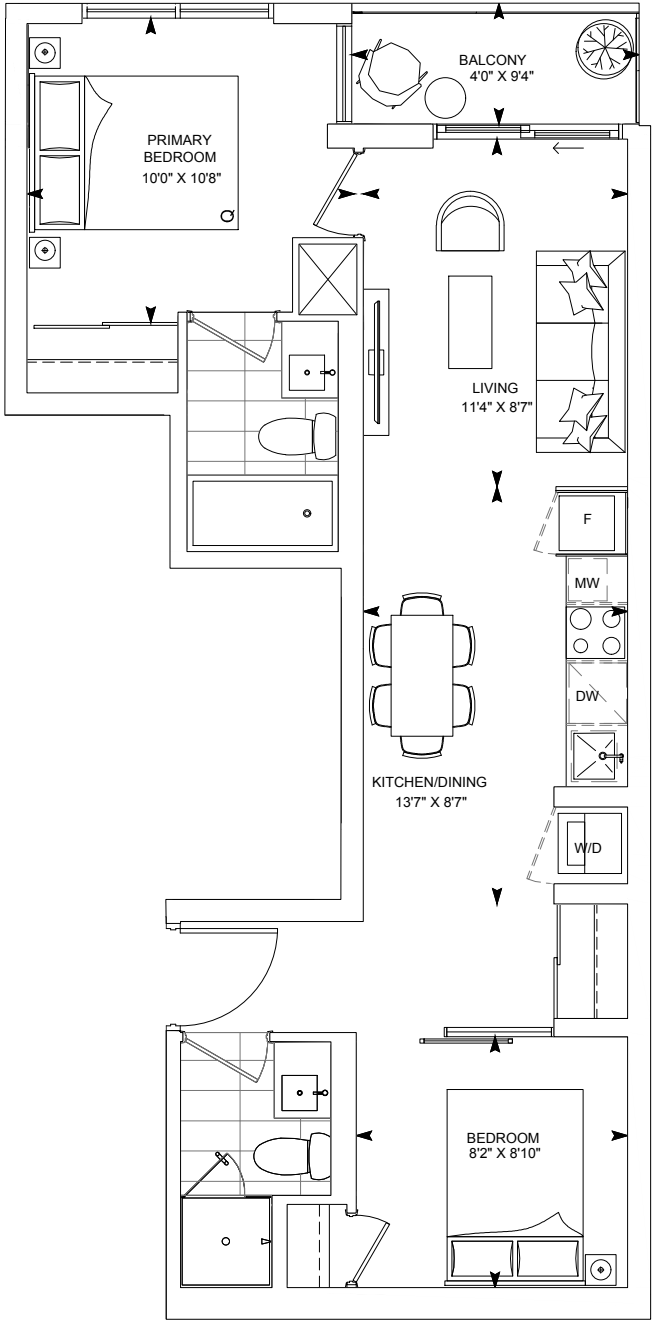 BALCONY
4'0" X 9'4"
PRIMARY
BEDROOM
10'0" X 10'8"
Q
LIVING
11'4" X 8'7"
F
MW
DW
KITCHEN/DINING
13'7" X 8'7"
W/D
BEDROOM
8'2" X 8'10"